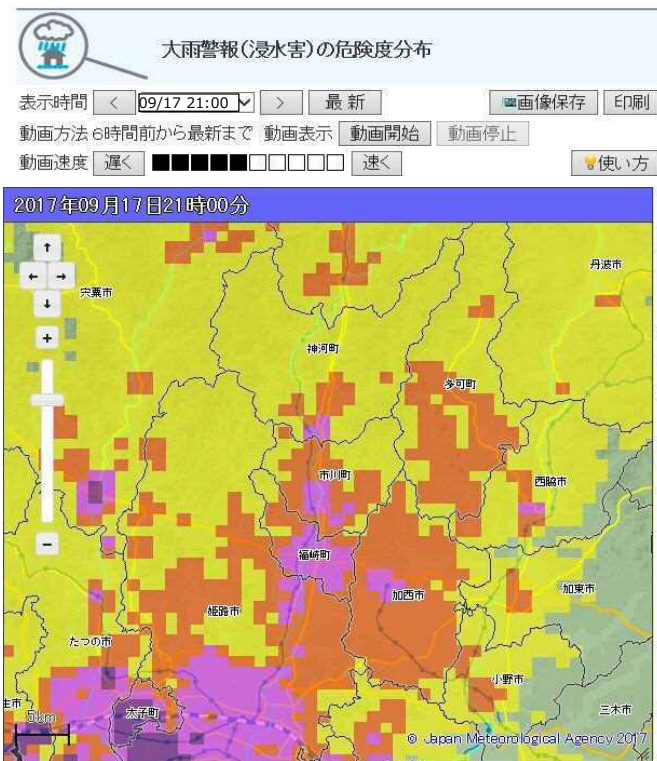 大雨警報(浸水害)の危険度分布
表示時間 < 09/17 21:00 > 最新 画像保存 印刷
動画方法 6時間前から最新まで 動画表示 動画開始 動画停止
動画速度 遅く 速く 使い方
2017年09月17日21時00分
丹波市
宍粟市
神河町
多可町
市川町
西脇市
福崎町
加西市
加東市
姫路市
たつの市
小野市
生市
太子町
三木市
5km
© Japan Meteorological Agency 2017